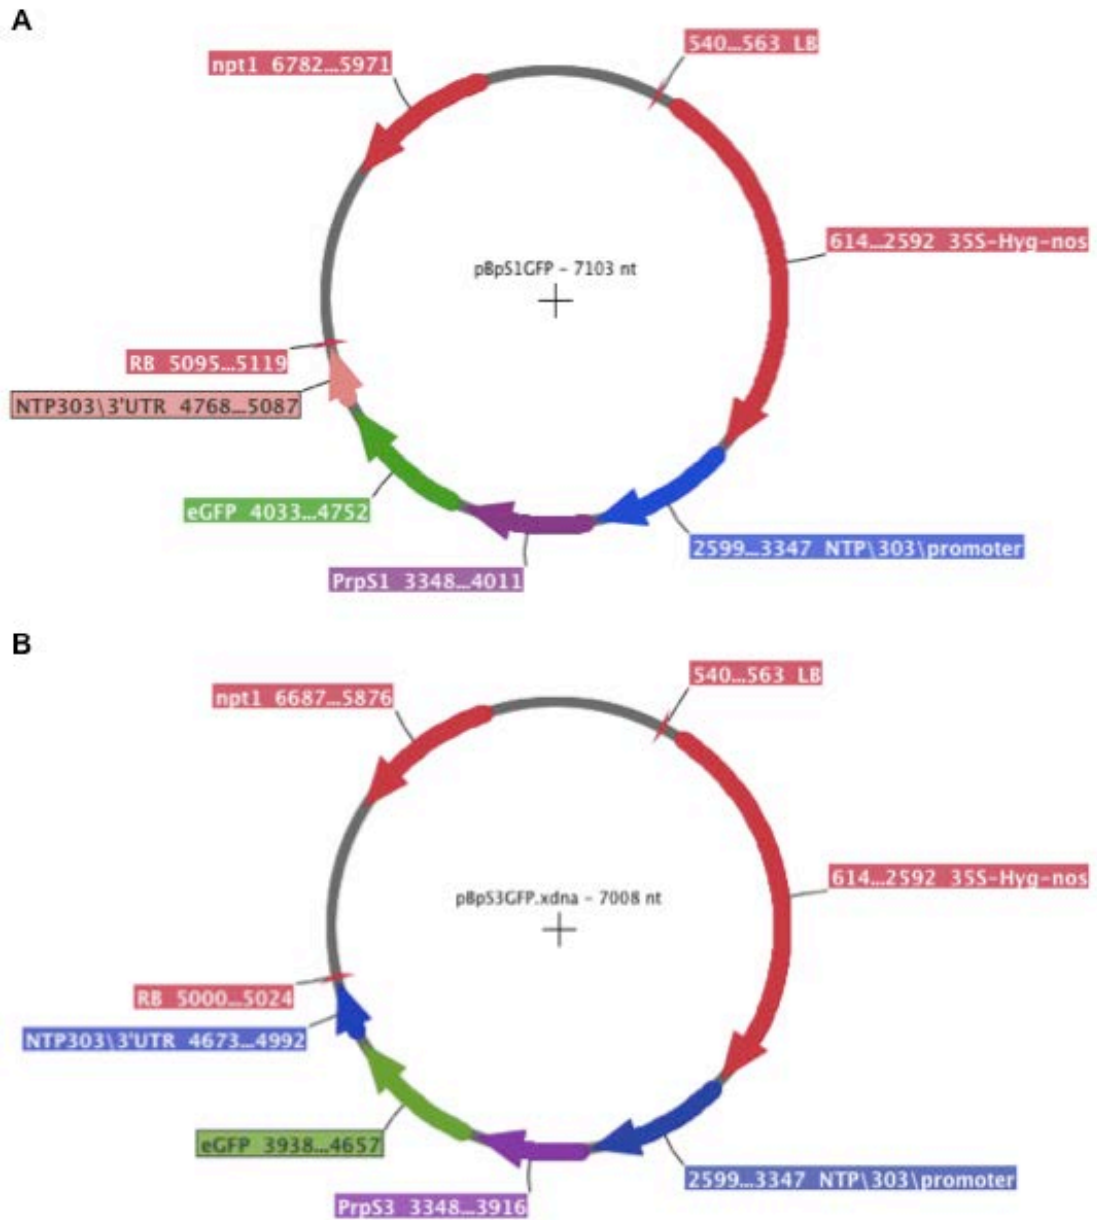 A
540...563 LB
npt1 6782...5971
614...2592 35S-Hyg-nos
pBpS1GFP - 7103 nt
RB 5095...5119
NTP303\3'UTR 4768...5087
eGFP 4033...4752
2599...3347 NTP\303\promoter
PrpS1 3348...4011
B
540...563 LB
npt1 6687...5876
614...2592 35S-Hyg-nos
pBpS3GFP.xdna - 7008 nt
RB 5000...5024
NTP303\3'UTR 4673...4992
eGFP 3938...4657
2599...3347 NTP\303\promoter
PrpS3 3348...3916